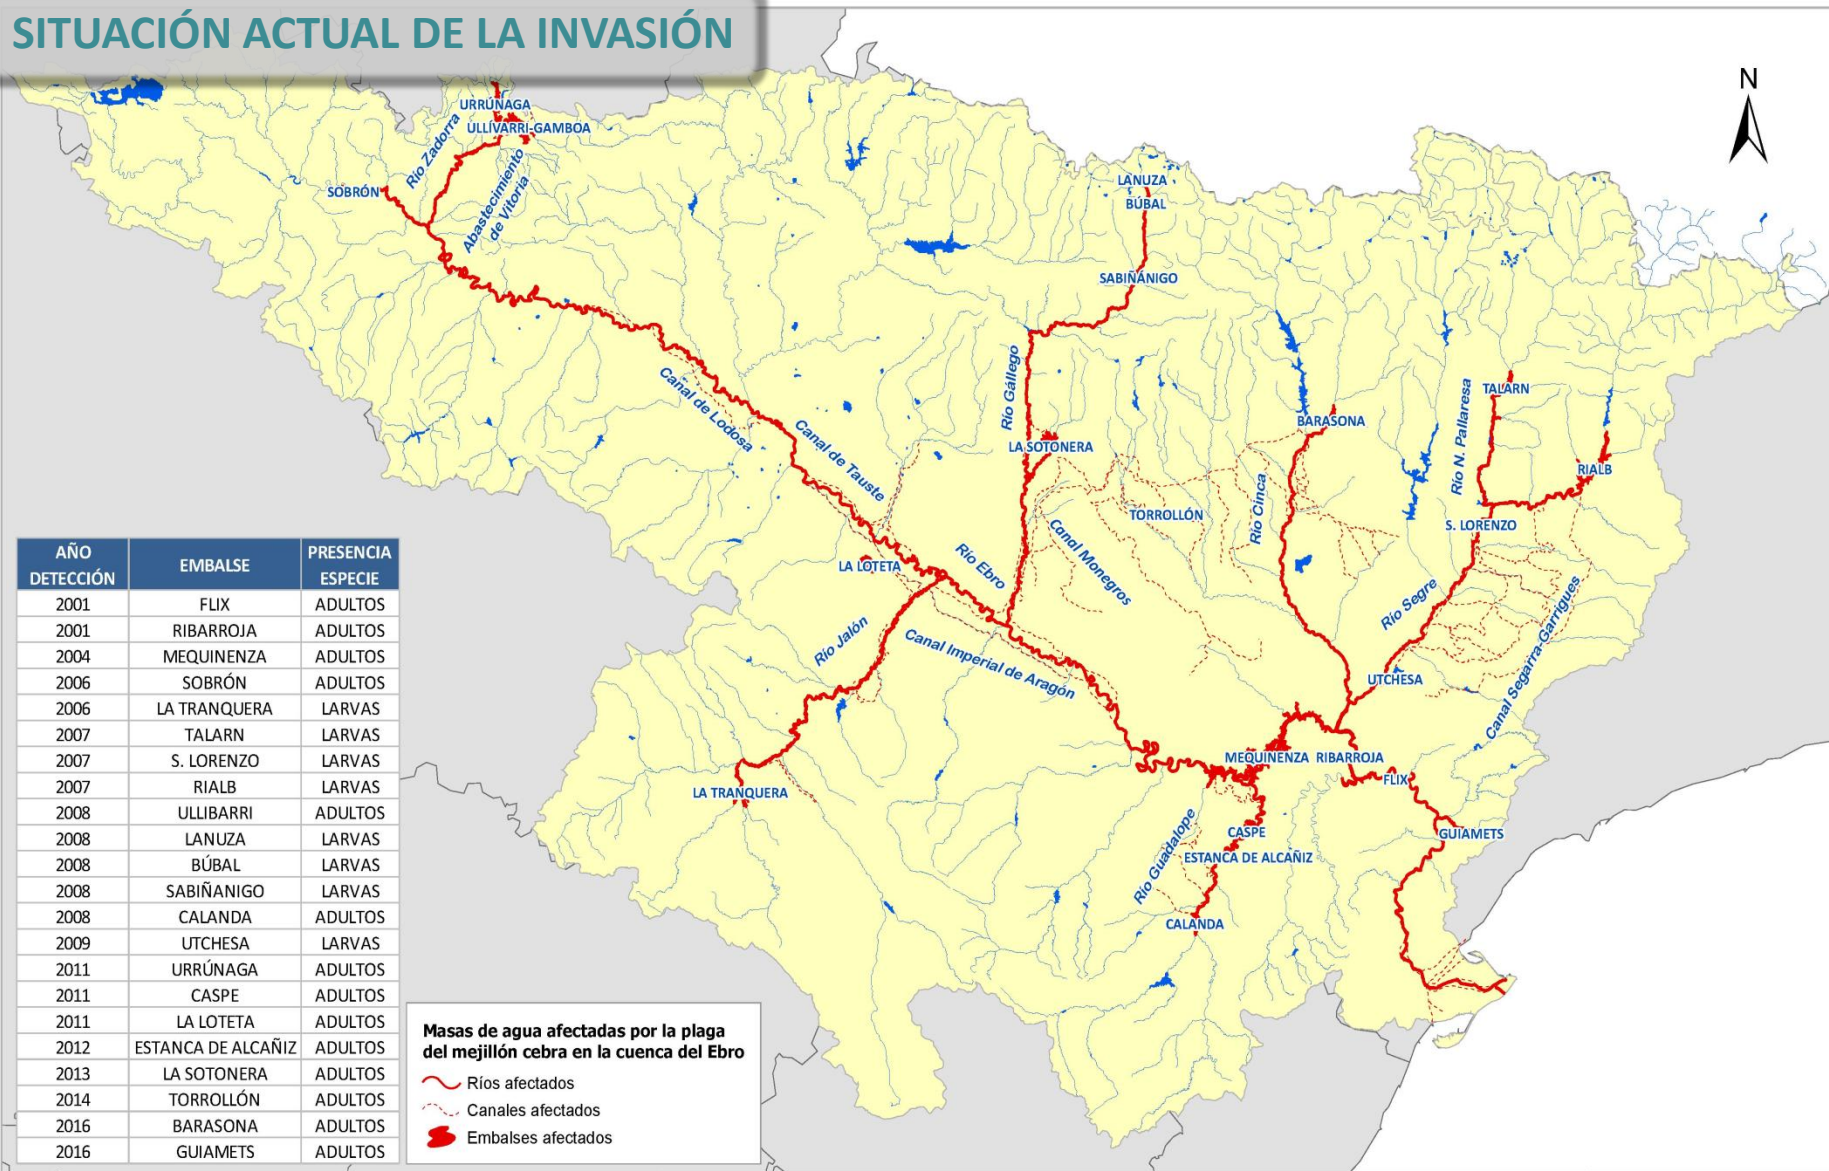 SITUACIÓN ACTUAL DE LA INVASIÓN
N
URRÚNAGA
ULLÍVARRI-GAMBOA
Río Zadorra
Abastecimiento
de Vitoria
SOBRÓN
LANUZA
BÚBAL
SABIÑÁNIGO
Río Gállego
Canal de Lodosa
Canal de Tauste
LA SOTONERA
TORROLLÓN
BARASONA
Río Cinca
Río N. Pallaresa
TALARN
RIALB
S. LORENZO
LA LOTETA
Río Ebro
Canal Monegros
Río Segre
Canal Segarra-Garrigues
Río Jalón
Canal Imperial de Aragón
UTCHESA
LA TRANQUERA
MEQUINENZA
RIBARROJA
FLIX
GUIAMETS
Río Guadalope
CASPE
ESTANCA DE ALCAÑIZ
CALANDA
AÑO DETECCIÓN EMBALSE PRESENCIA ESPECIE
2001 FLIX ADULTOS
2001 RIBARROJA ADULTOS
2004 MEQUINENZA ADULTOS
2006 SOBRÓN ADULTOS
2006 LA TRANQUERA LARVAS
2007 TALARN LARVAS
2007 S. LORENZO LARVAS
2007 RIALB LARVAS
2008 ULLIBARRI ADULTOS
2008 LANUZA LARVAS
2008 BÚBAL LARVAS
2008 SABIÑANIGO LARVAS
2008 CALANDA ADULTOS
2009 UTCHESA LARVAS
2011 URRÚNAGA ADULTOS
2011 CASPE ADULTOS
2011 LA LOTETA ADULTOS
2012 ESTANCA DE ALCAÑIZ ADULTOS
2013 LA SOTONERA ADULTOS
2014 TORROLLÓN ADULTOS
2016 BARASONA ADULTOS
2016 GUIAMETS ADULTOS
Masas de agua afectadas por la plaga
del mejillón cebra en la cuenca del Ebro
Ríos afectados
Canales afectados
Embalses afectados